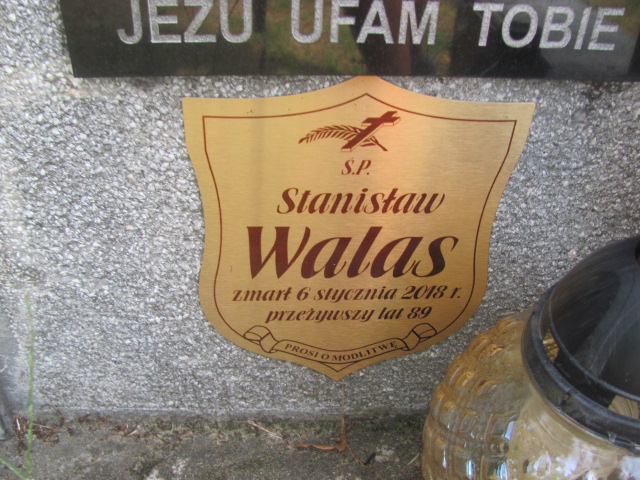 JEZU UFAM TOBIE
Ś.P.
Stanisław
Walas
zmarł 6 stycznia 2018 r.
przeżywszy lat 89
PROSI O MODLITWĘ